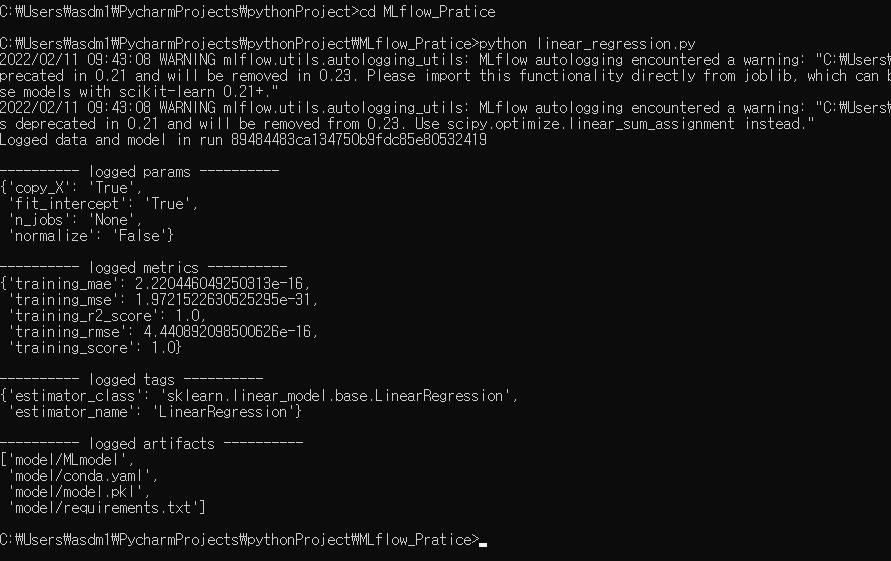 C:₩Users₩asdm1₩PycharmProjects₩pythonProject>cd MLflow_Pratice
C:₩Users₩asdm1₩PycharmProjects₩pythonProject₩MLflow_Pratice>python linear_regression.py
2022/02/11 09:43:08 WARNING mlflow.utils.autologging_utils: MLflow autologging encountered a warning: "C:₩Users₩
precated in 0.21 and will be removed in 0.23. Please import this functionality directly from joblib, which can b
se models with scikit-learn 0.21+."
2022/02/11 09:43:08 WARNING mlflow.utils.autologging_utils: MLflow autologging encountered a warning: "C:₩Users₩
s deprecated in 0.21 and will be removed from 0.23. Use scipy.optimize.linear_sum_assignment instead."
Logged data and model in run 89484483ca134750b9fdc85e80532419
---------- logged params ----------
{'copy_X': 'True',
'fit_intercept': 'True',
'n_jobs': 'None',
'normalize': 'False'}
---------- logged metrics ----------
{'training_mae': 2.220446049250313e-16,
'training_mse': 1.9721522630525295e-31,
'training_r2_score': 1.0,
'training_rmse': 4.440892098500626e-16,
'training_score': 1.0}
---------- logged tags ----------
{'estimator_class': 'sklearn.linear_model.base.LinearRegression',
'estimator_name': 'LinearRegression'}
---------- logged artifacts ----------
['model/MLmodel',
'model/conda.yaml',
'model/model.pkl',
'model/requirements.txt']
C:₩Users₩asdm1₩PycharmProjects₩pythonProject₩MLflow_Pratice>